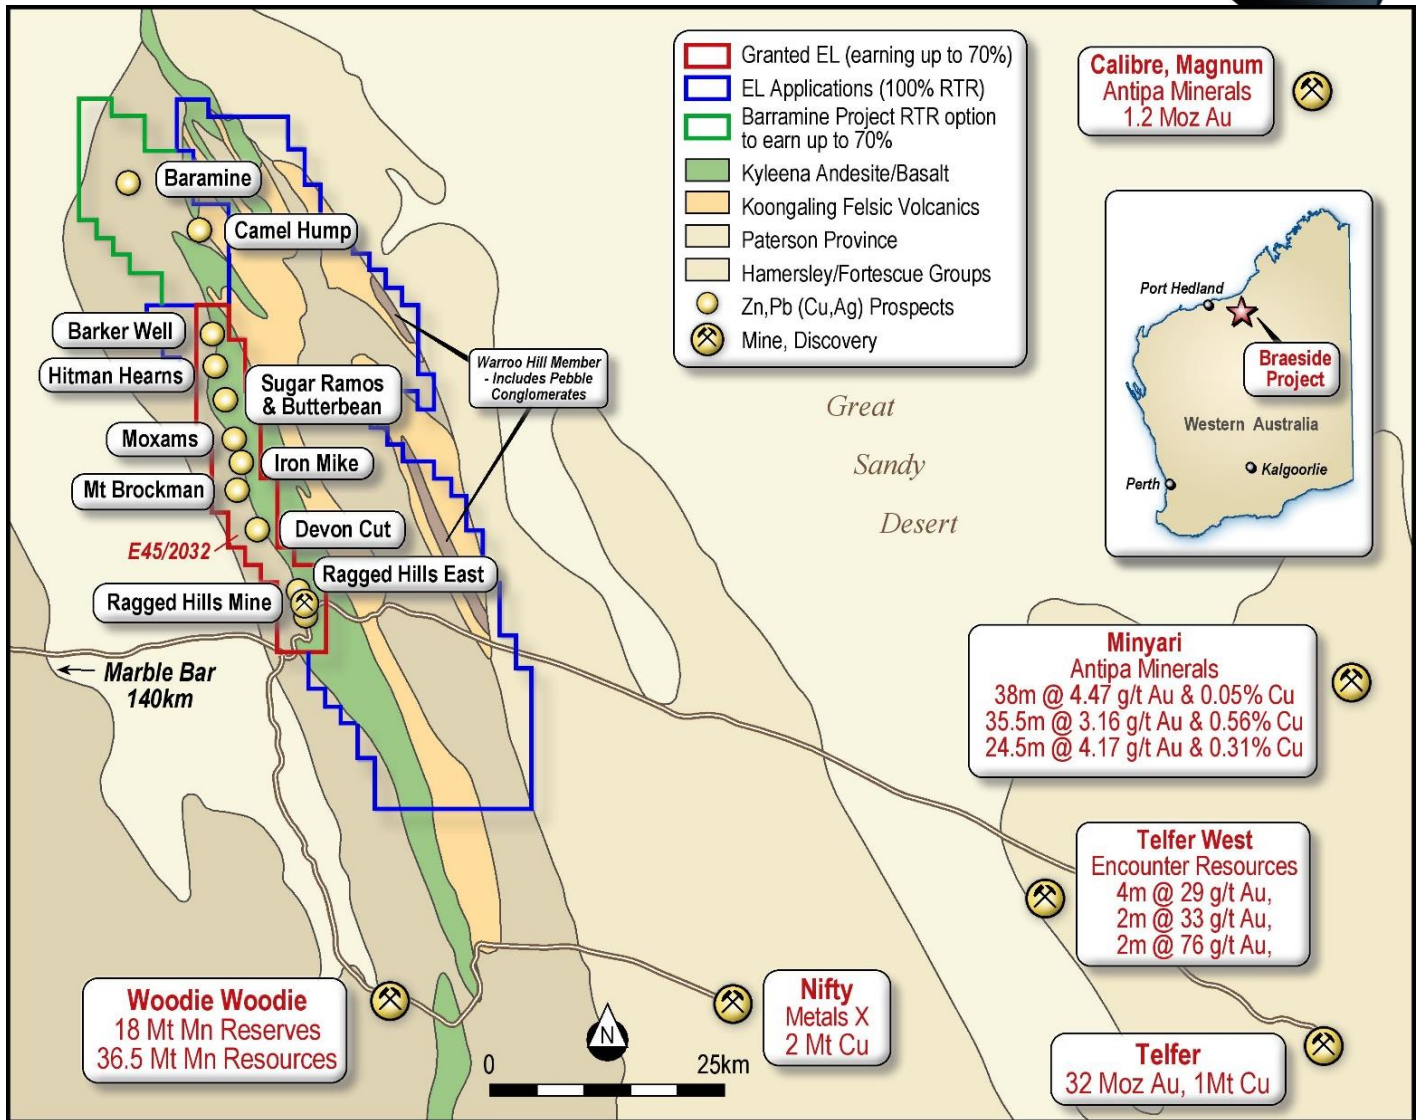 Granted EL (earning up to 70%)
EL Applications (100% RTR)
Barramine Project RTR option
to earn up to 70%
Kyleena Andesite/Basalt
Koongaling Felsic Volcanics
Paterson Province
Hamersley/Fortescue Groups
Zn,Pb (Cu,Ag) Prospects
Mine, Discovery
Calibre, Magnum
Antipa Minerals
1.2 Moz Au
Baramine
Camel Hump
Barker Well
Hitman Hearns
Sugar Ramos
& Butterbean
Moxams
Iron Mike
Mt Brockman
Devon Cut
E45/2032
Ragged Hills East
Ragged Hills Mine
Warroo Hill Member
- Includes Pebble
Conglomerates
Great
Sandy
Desert
Port Hedland
Braeside
Project
Western Australia
Kalgoorlie
Perth
Marble Bar
140km
Minyari
Antipa Minerals
38m @ 4.47 g/t Au & 0.05% Cu
35.5m @ 3.16 g/t Au & 0.56% Cu
24.5m @ 4.17 g/t Au & 0.31% Cu
Telfer West
Encounter Resources
4m @ 29 g/t Au,
2m @ 33 g/t Au,
2m @ 76 g/t Au,
Woodie Woodie
18 Mt Mn Reserves
36.5 Mt Mn Resources
N
0 25km
Nifty
Metals X
2 Mt Cu
Telfer
32 Moz Au, 1Mt Cu